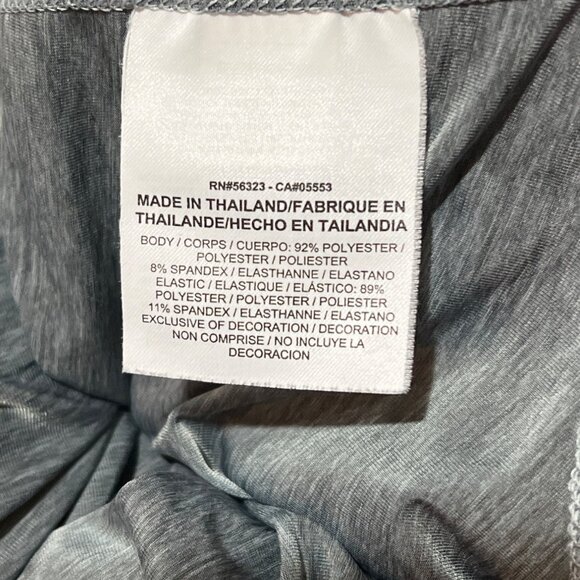 RN#56323 - CA#05553
MADE IN THAILAND/FABRIQUE EN
THAILANDE/HECHO EN TAILANDIA
BODY / CORPS / CUERPO: 92% POLYESTER /
POLYESTER / POLIESTER
8% SPANDEX / ELASTHANNE / ELASTANO
ELASTIC / ELASTIQUE / ELÁSTICO: 89%
POLYESTER / POLYESTER / POLIESTER
11% SPANDEX / ELASTHANNE / ELASTANO
EXCLUSIVE OF DECORATION / DECORATION
NON COMPRISE / NO INCLUYE LA
DECORACION